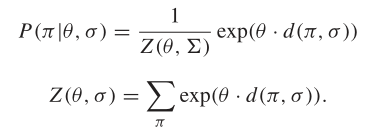 P(π|θ, σ) = 1 / Z(θ, Σ) exp(θ · d(π, σ))
Z(θ, σ) = ∑_π exp(θ · d(π, σ)).